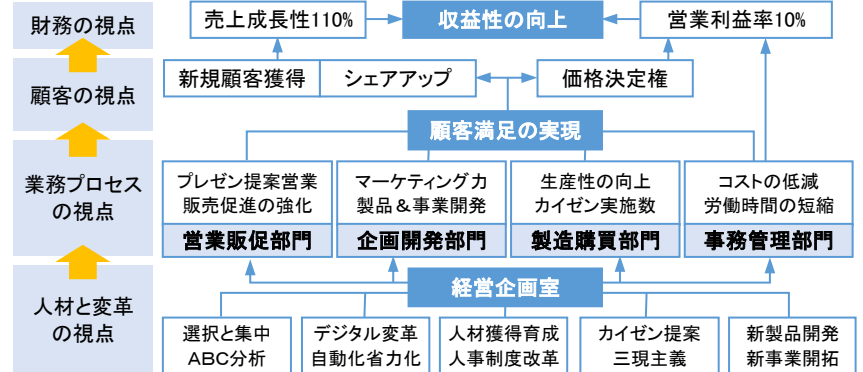 財務の視点
売上成長性110%
収益性の向上
営業利益率10%
顧客の視点
新規顧客獲得
シェアアップ
価格決定権
顧客満足の実現
業務プロセス
の視点
プレゼン提案営業
販売促進の強化
営業販促部門
マーケティング力
製品&事業開発
企画開発部門
生産性の向上
カイゼン実施数
製造購買部門
コストの低減
労働時間の短縮
事務管理部門
人材と変革
の視点
経営企画室
選択と集中
ABC分析
デジタル変革
自動化省力化
人材獲得育成
人事制度改革
カイゼン提案
三現主義
新製品開発
新事業開拓